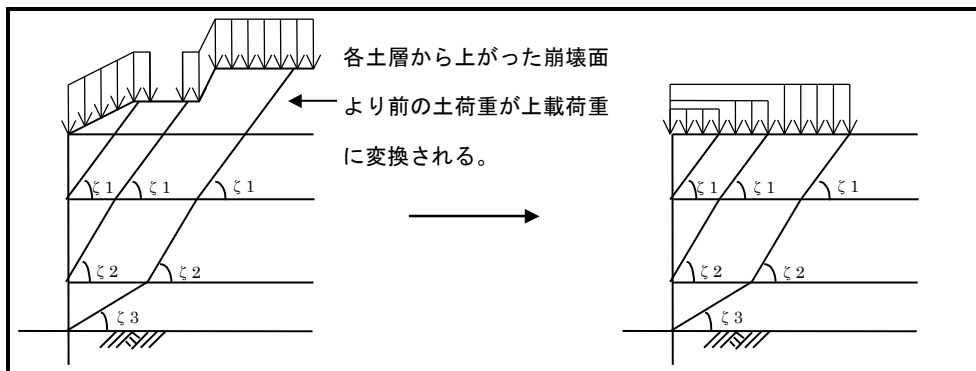 各土層から上がった崩壊面
より前の土荷重が上載荷重
に変換される。
ζ1 ζ1 ζ1
ζ2 ζ2
ζ3
ζ1 ζ1 ζ1
ζ2 ζ2
ζ3